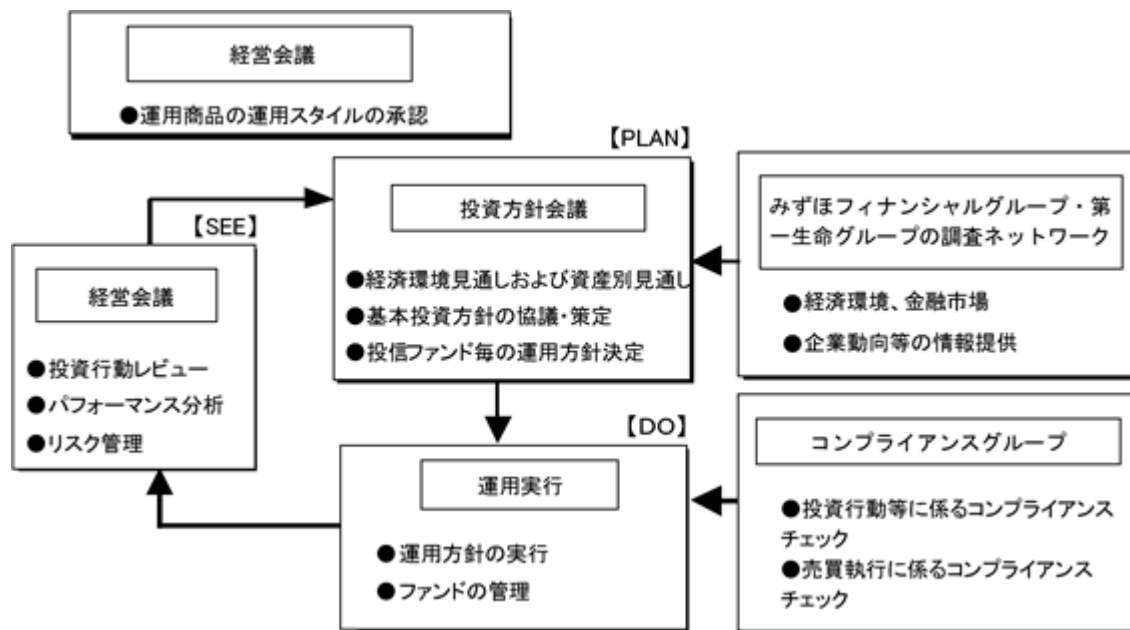 経営会議
●運用商品の運用スタイルの承認
【PLAN】
投資方針会議
●経済環境見通しおよび資産別見通し
●基本投資方針の協議・策定
●投信ファンド毎の運用方針決定
みずほフィナンシャルグループ・第
一生命グループの調査ネットワーク
●経済環境、金融市場
●企業動向等の情報提供
【SEE】
経営会議
●投資行動レビュー
●パフォーマンス分析
●リスク管理
【DO】
運用実行
●運用方針の実行
●ファンドの管理
コンプライアンスグループ
●投資行動等に係るコンプライアンス
チェック
●売買執行に係るコンプライアンス
チェック